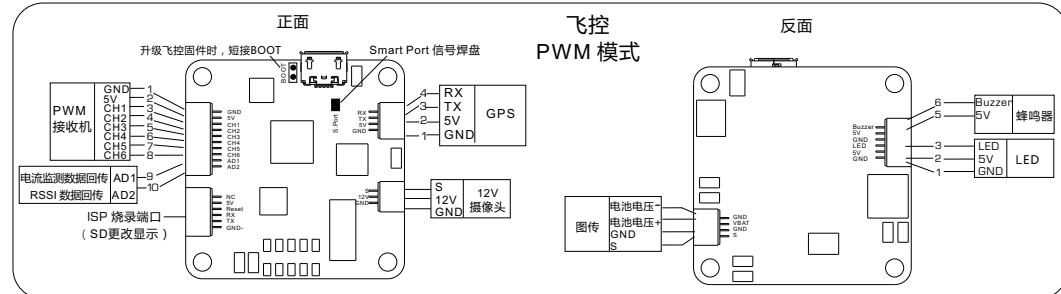 正面
飞控
PWM 模式
反面
升级飞控固件时，短接BOOT
Smart Port 信号焊盘
BOOT
S.Port
PWM
接收机
GND 1
5V 2
CH1 3
CH2 4
CH3 5
CH4 6
CH5 7
CH6 8
电流监测数据回传 AD1 9
RSSI 数据回传 AD2 10
GND
5V
CH1
CH2
CH3
CH4
CH5
CH6
AD1
AD2
ISP 烧录端口
（SD更改显示）
NC
5V
Reset
RX
TX
GND-
RX
TX
5V
GND
4 RX
3 TX
2 5V
1 GND
GPS
S
12V
GND
S
12V
GND
12V
摄像头
图传
电池电压-
电池电压+
GND
S
GND
VBAT
GND
S
Buzzer
5V
GND
LED
5V
GND
6 Buzzer
5 5V
蜂鸣器
3 LED
2 5V
1 GND
LED